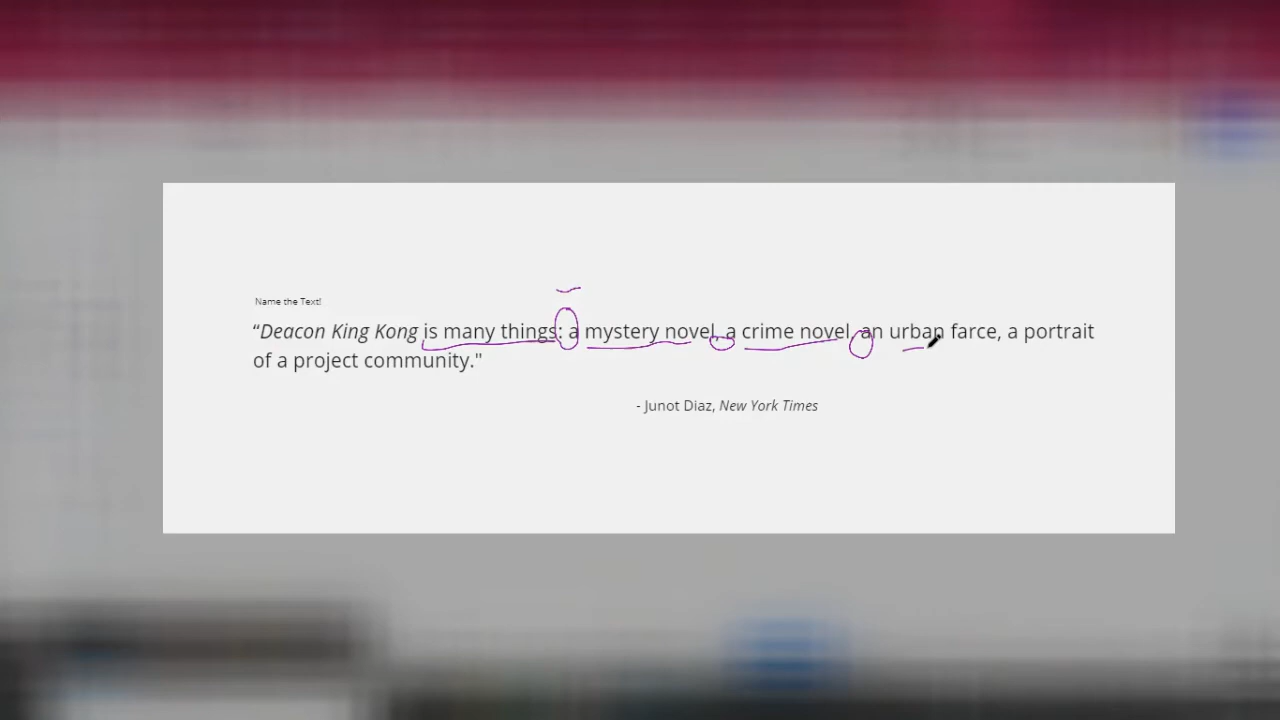 Name the Text!
“Deacon King Kong is many things: a mystery novel, a crime novel, an urban farce, a portrait
of a project community."
- Junot Diaz, New York Times